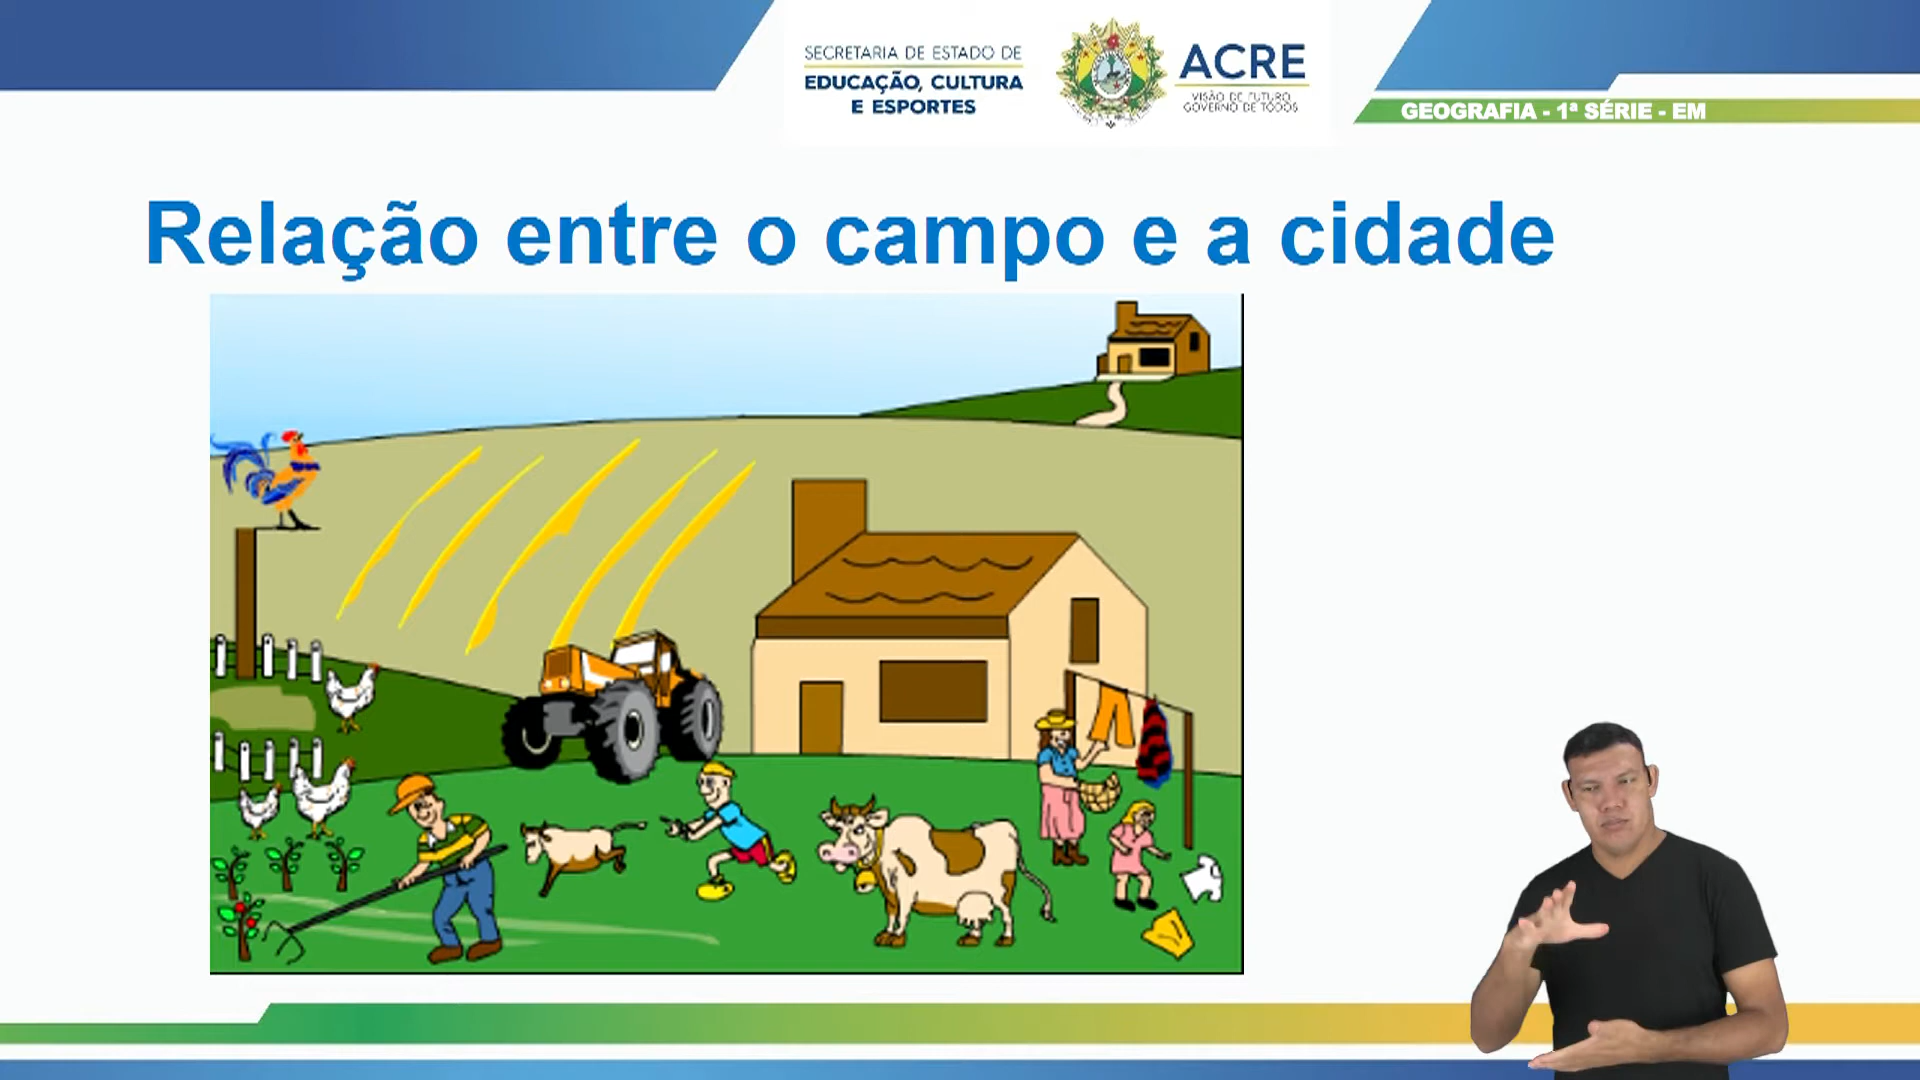 SECRETARIA DE ESTADO DE
EDUCAÇÃO, CULTURA
E ESPORTES
ACRE
VISÃO DE FUTURO
GOVERNO DE TODOS
GEOGRAFIA - 1ª SÉRIE - EM
Relação entre o campo e a cidade